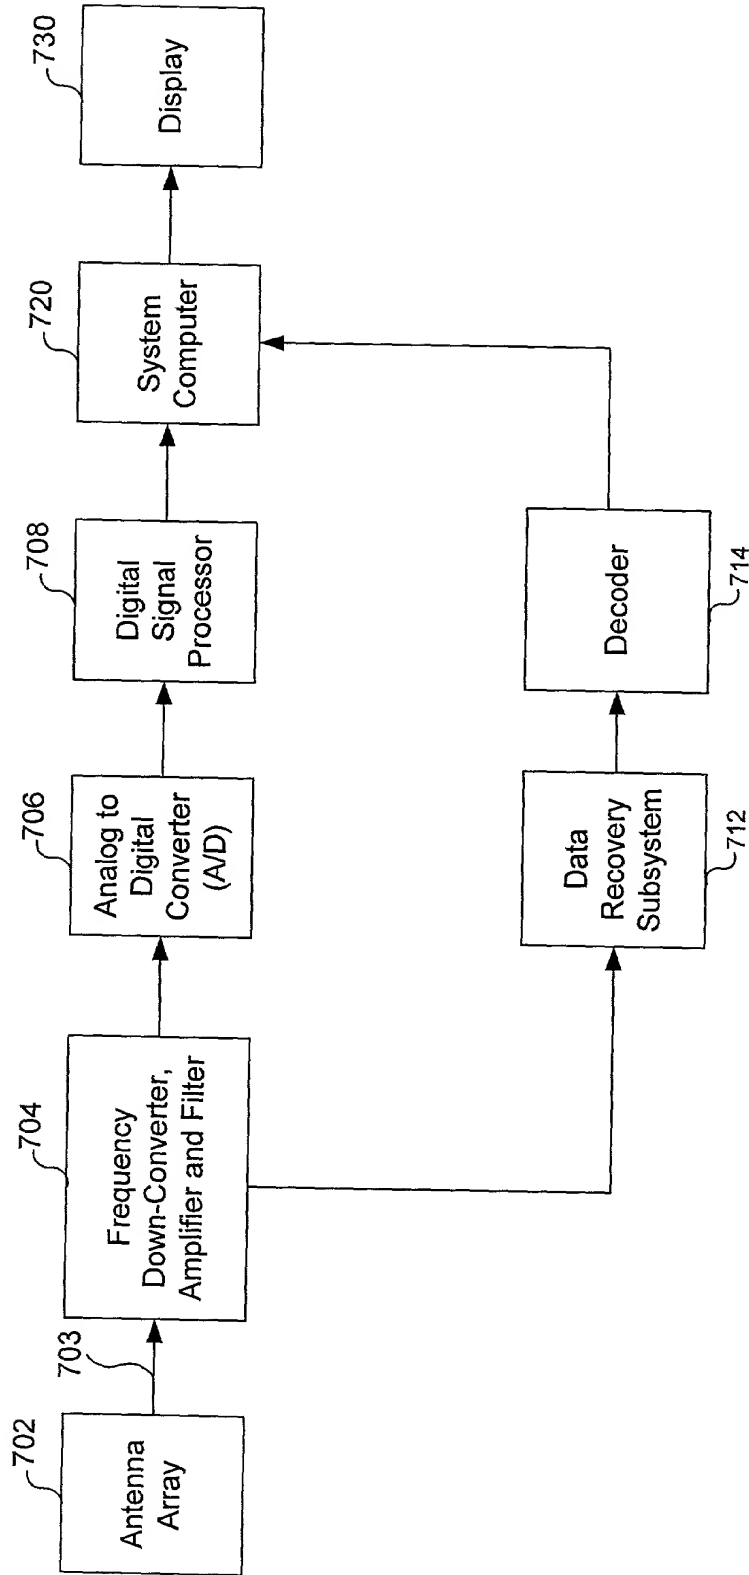 702
Antenna
Array
703
704
Frequency
Down-Converter,
Amplifier and Filter
706
Analog to
Digital
Converter
(A/D)
708
Digital
Signal
Processor
720
System
Computer
730
Display
Data
Recovery
Subsystem
712
Decoder
714